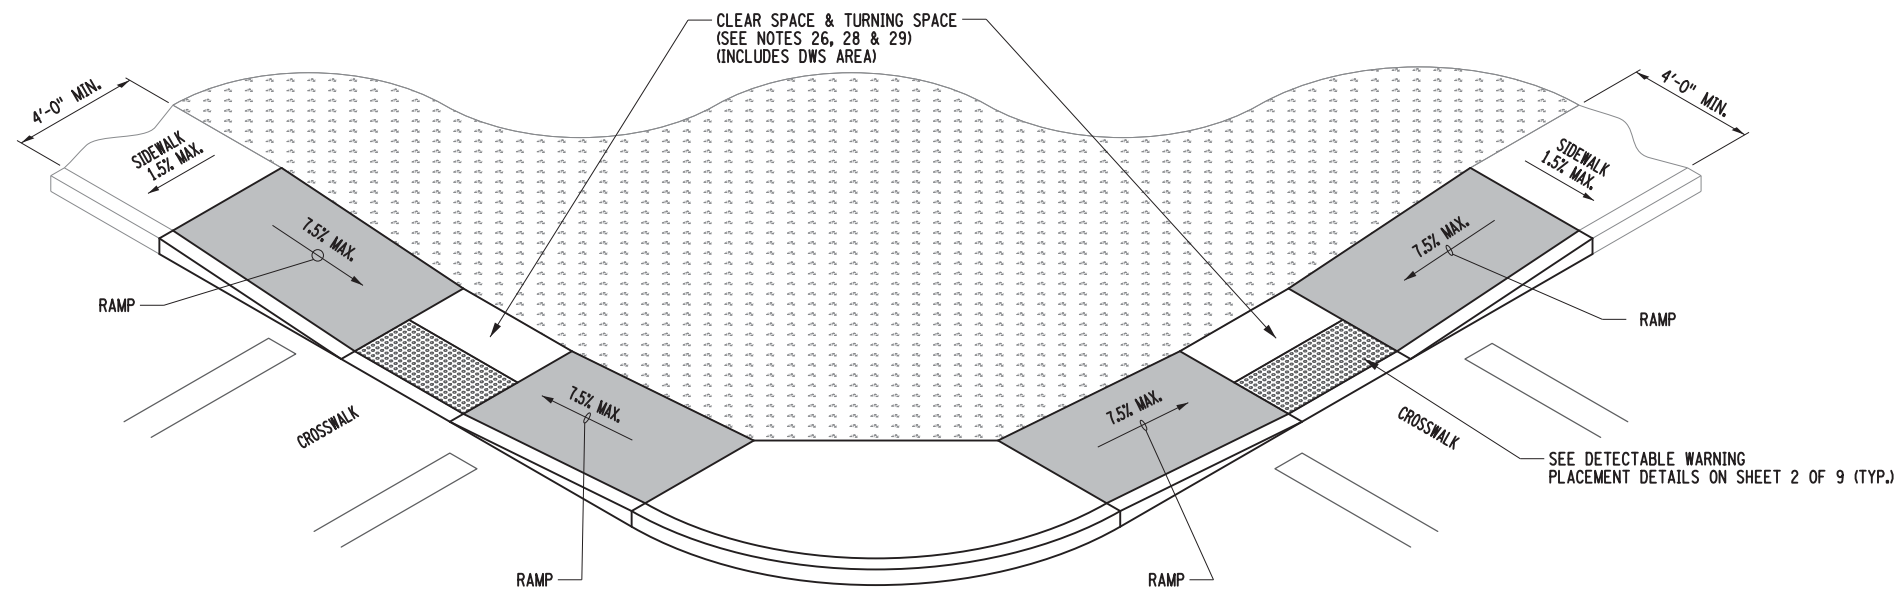 CLEAR SPACE & TURNING SPACE
(SEE NOTES 26, 28 & 29)
(INCLUDES DWS AREA)
4'-0" MIN.
4'-0" MIN.
SIDEWALK
1.5% MAX.
SIDEWALK
1.5% MAX.
7.5% MAX.
7.5% MAX.
RAMP
RAMP
7.5% MAX.
7.5% MAX.
CROSSWALK
CROSSWALK
SEE DETECTABLE WARNING
PLACEMENT DETAILS ON SHEET 2 OF 9 (TYP.)
RAMP
RAMP